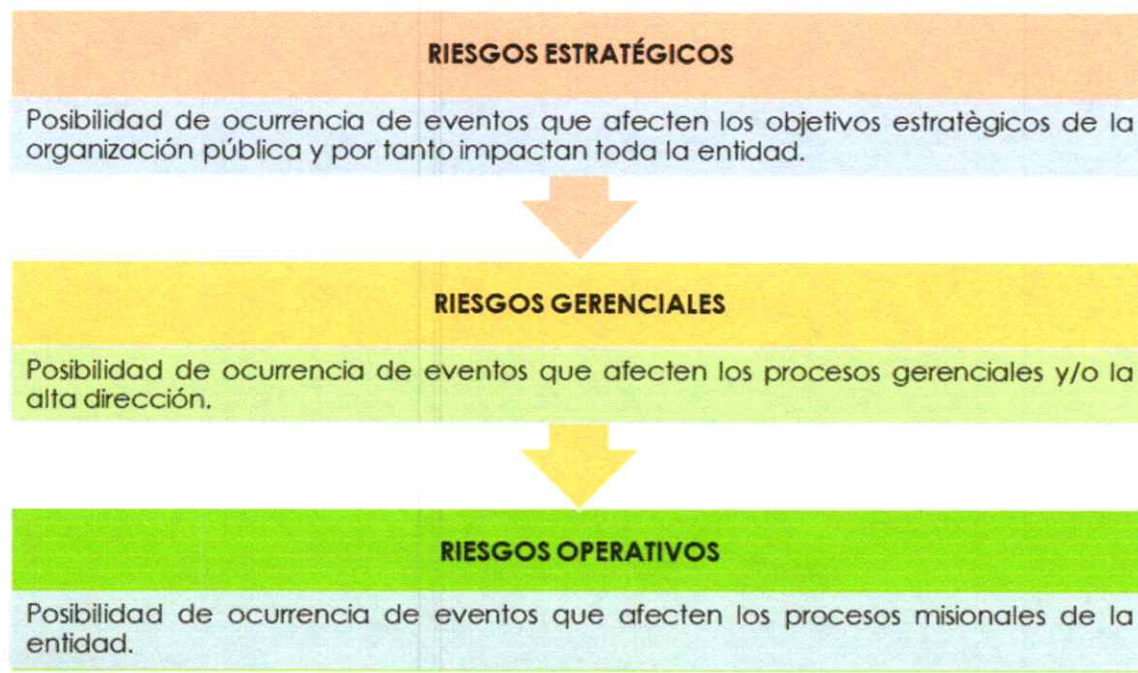 RIESGOS ESTRATÉGICOS
Posibilidad de ocurrencia de eventos que afecten los objetivos estratègicos de la
organización pública y por tanto impactan toda la entidad.
RIESGOS GERENCIALES
Posibilidad de ocurrencia de eventos que afecten los procesos gerenciales y/o la
alta dirección.
RIESGOS OPERATIVOS
Posibilidad de ocurrencia de eventos que afecten los procesos misionales de la
entidad.